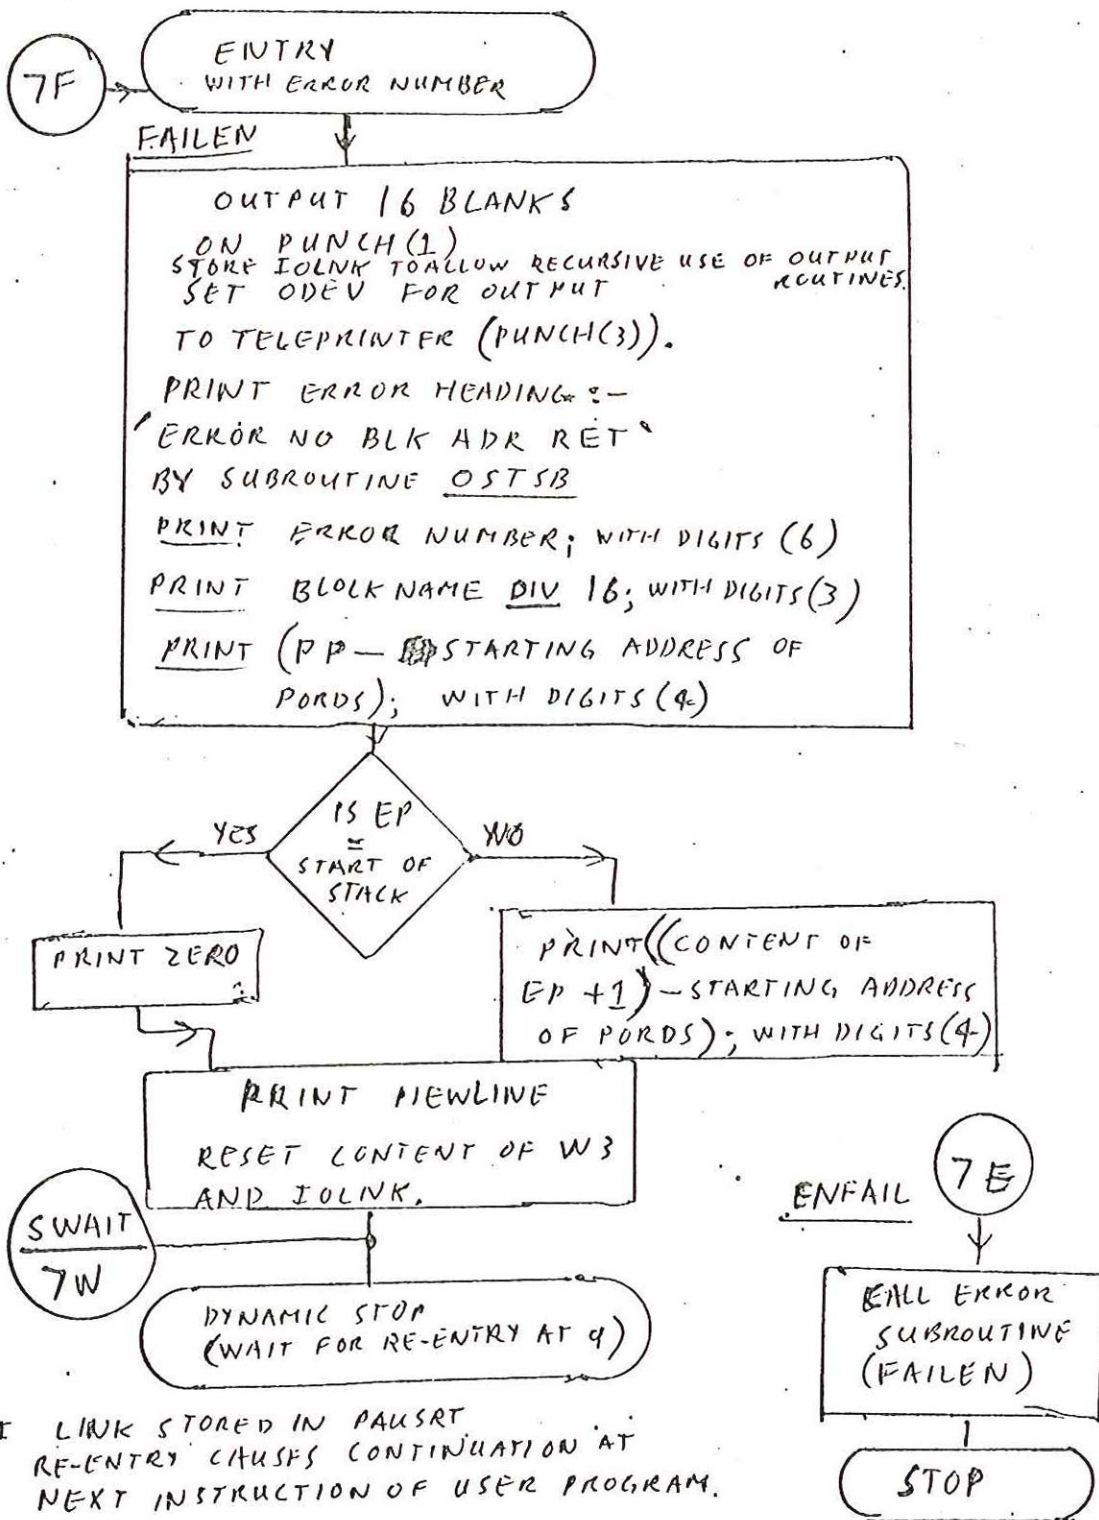 7F
ENTRY
WITH ERROR NUMBER
FAILEN
OUTPUT 16 BLANKS
ON PUNCH(1)
STORE IOLNK TO ALLOW RECURSIVE USE OF OUTPUT
ROUTINES.
SET ODEV FOR OUTPUT
TO TELEPRINTER (PUNCH(3)).
PRINT ERROR HEADING :-
'ERROR NO BLK ADR RET'
BY SUBROUTINE OSTSB
PRINT ERROR NUMBER; WITH DIGITS (6)
PRINT BLOCKNAME DIV 16; WITH DIGITS(3)
PRINT (PP — STARTING ADDRESS OF
PORDS); WITH DIGITS (4)
IS EP
=
START OF
STACK
YES
NO
PRINT ZERO
PRINT((CONTENT OF
EP +1) — STARTING ADDRESS
OF PORDS); WITH DIGITS(4)
PRINT NEWLINE
RESET CONTENT OF W3
AND IOLNK.
SWAIT
7W
DYNAMIC STOP
(WAIT FOR RE-ENTRY AT 9)
LINK STORED IN PAUSRT
RE-ENTRY CAUSES CONTINUATION AT
NEXT INSTRUCTION OF USER PROGRAM.
ENFAIL
7E
CALL ERROR
SUBROUTINE
(FAILEN)
STOP